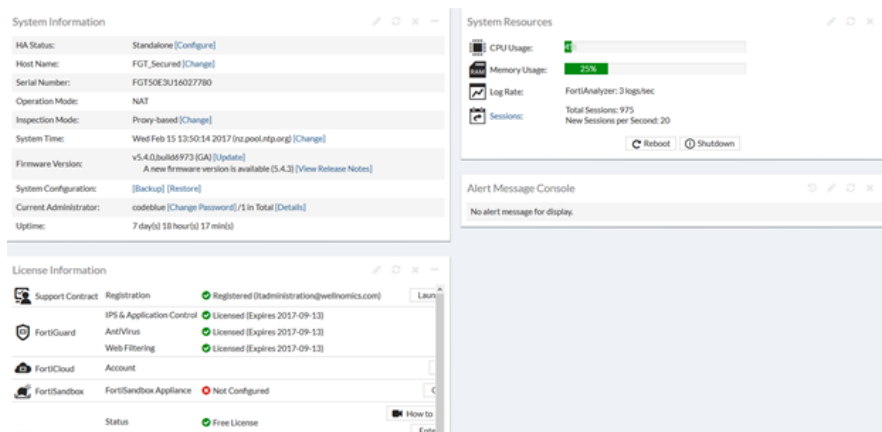 System Information
HA Status: Standalone [Configure]
Host Name: FGT_Secured [Change]
Serial Number: FGT50E3U16027780
Operation Mode: NAT
Inspection Mode: Proxy-based [Change]
System Time: Wed Feb 15 13:50:14 2017 (nz.pool.ntp.org) [Change]
Firmware Version: v5.4.0,build6973 (GA) [Update]
A new firmware version is available (5.4.3) [View Release Notes]
System Configuration: [Backup] [Restore]
Current Administrator: codeblue [Change Password] /1 in Total [Details]
Uptime: 7 day(s) 18 hour(s) 17 min(s)
License Information
Support Contract Registration Registered (itadministration@wellnomics.com) Laun
IPS & Application Control Licensed (Expires 2017-09-13)
FortiGuard AntiVirus Licensed (Expires 2017-09-13)
Web Filtering Licensed (Expires 2017-09-13)
FortiCloud Account
FortiSandbox FortiSandbox Appliance Not Configured
How to
Status Free License
Ente
System Resources
CPU Usage:
RAM Memory Usage: 25%
Log Rate: FortiAnalyzer: 3 logs/sec
Sessions: Total Sessions: 975
New Sessions per Second: 20
Reboot Shutdown
Alert Message Console
No alert message for display.